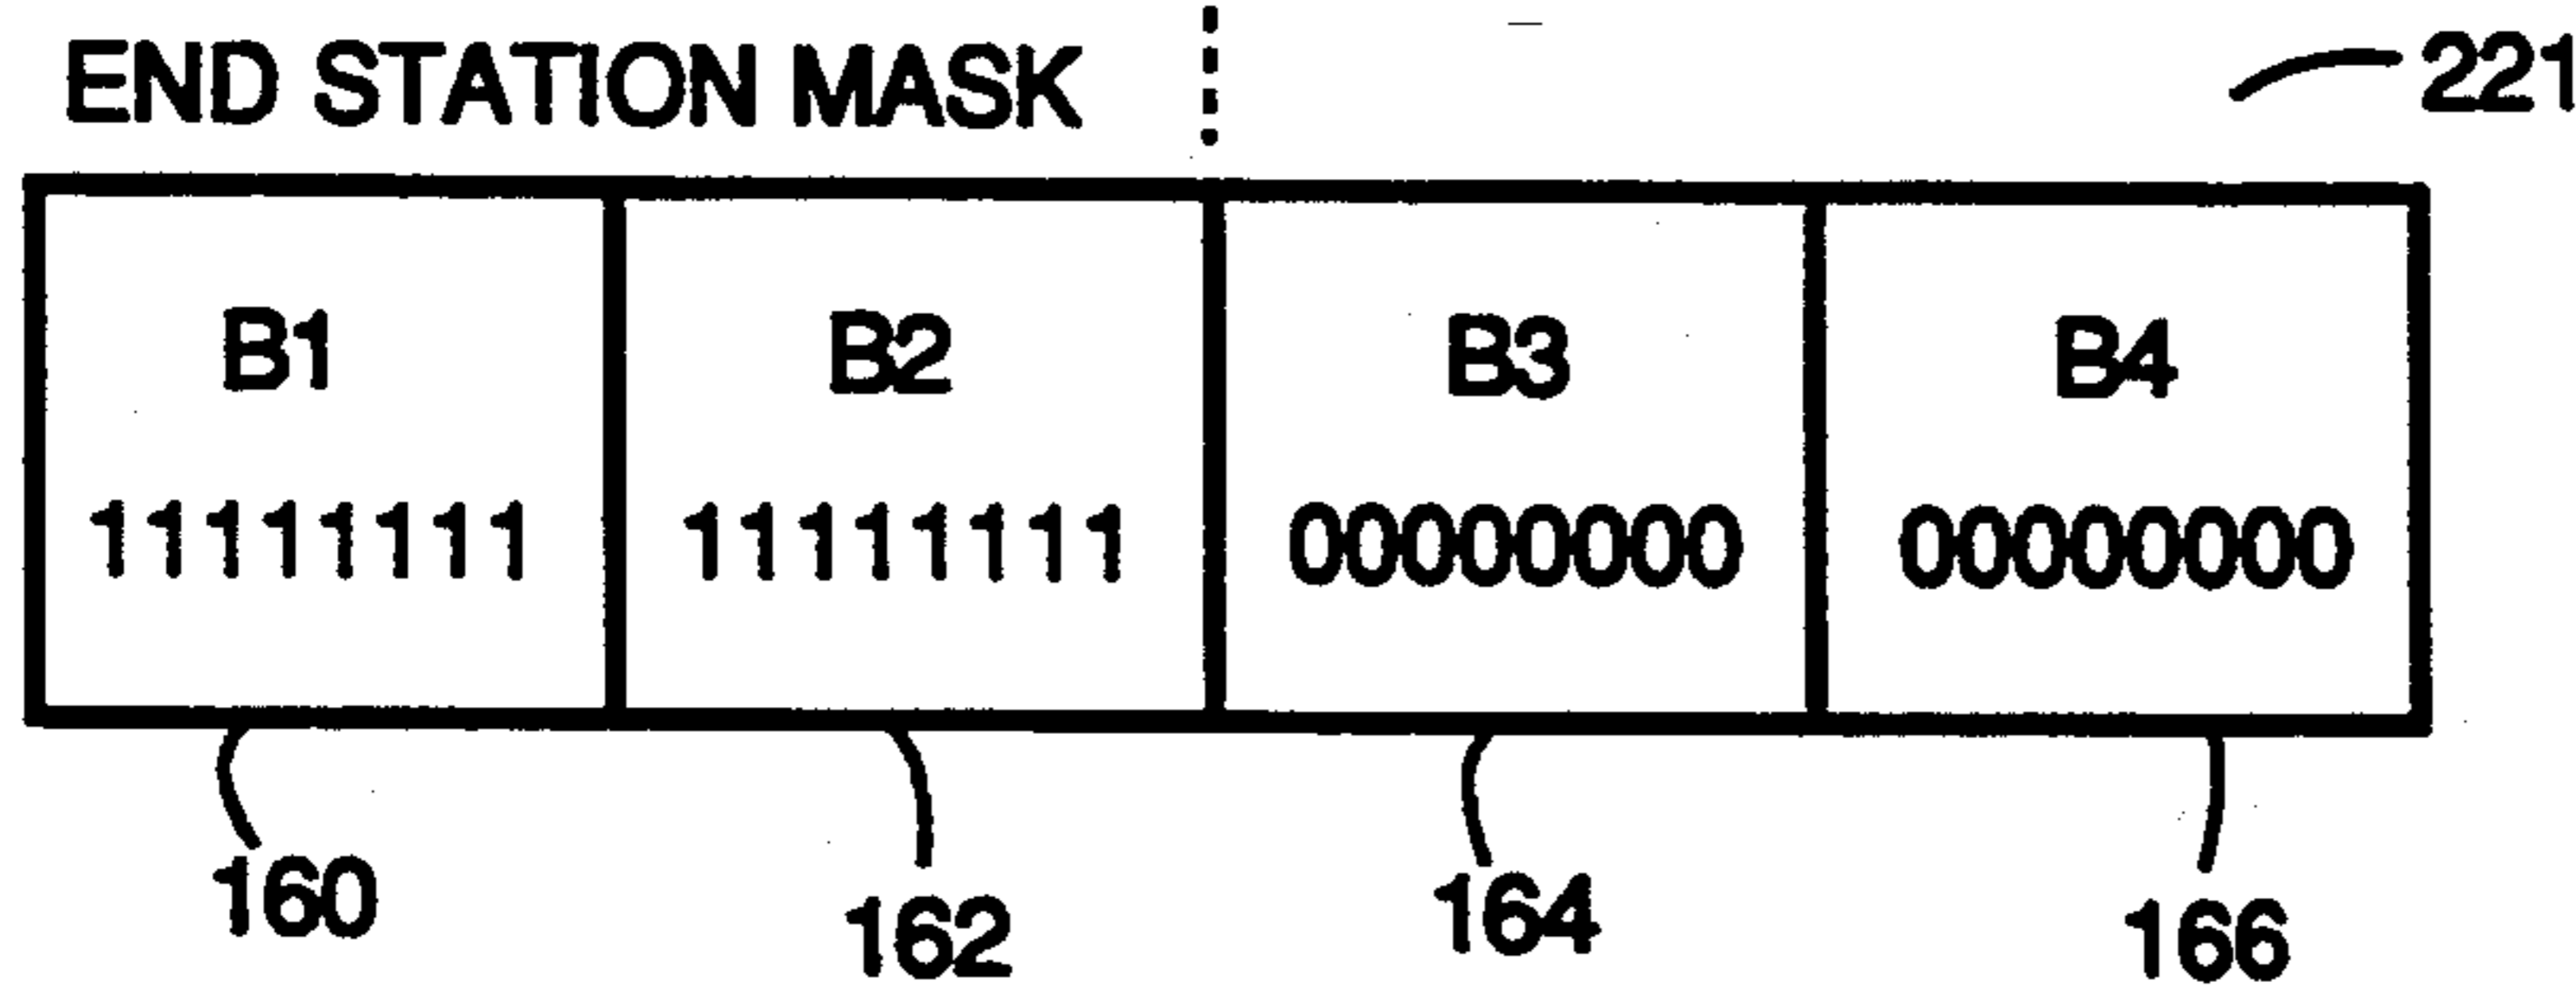 END STATION MASK
221
B1 B2 B3 B4
11111111 11111111 00000000 00000000
160 162 164 166